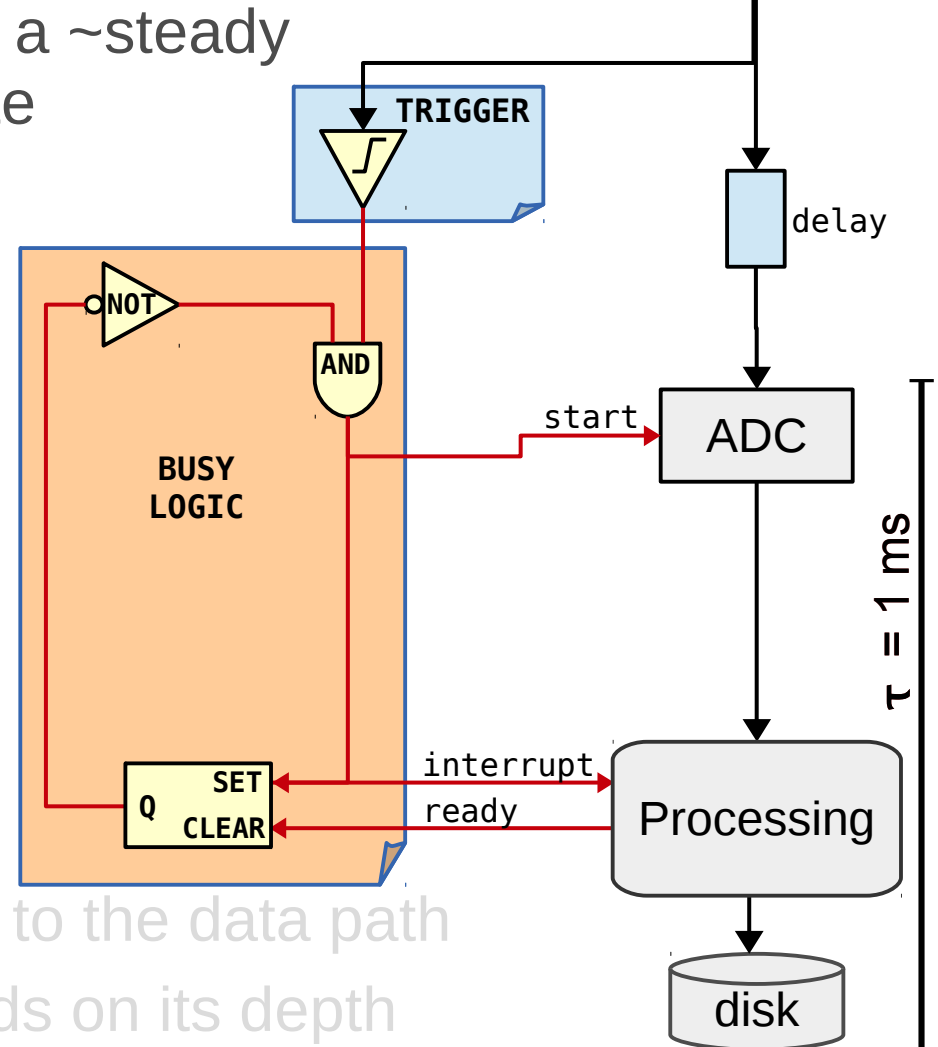 a ~steady
e
TRIGGER
delay
NOT
AND
start
ADC
BUSY
LOGIC
τ = 1 ms
interrupt
SET
Q
ready
CLEAR
Processing
to the data path
ds on its depth
disk